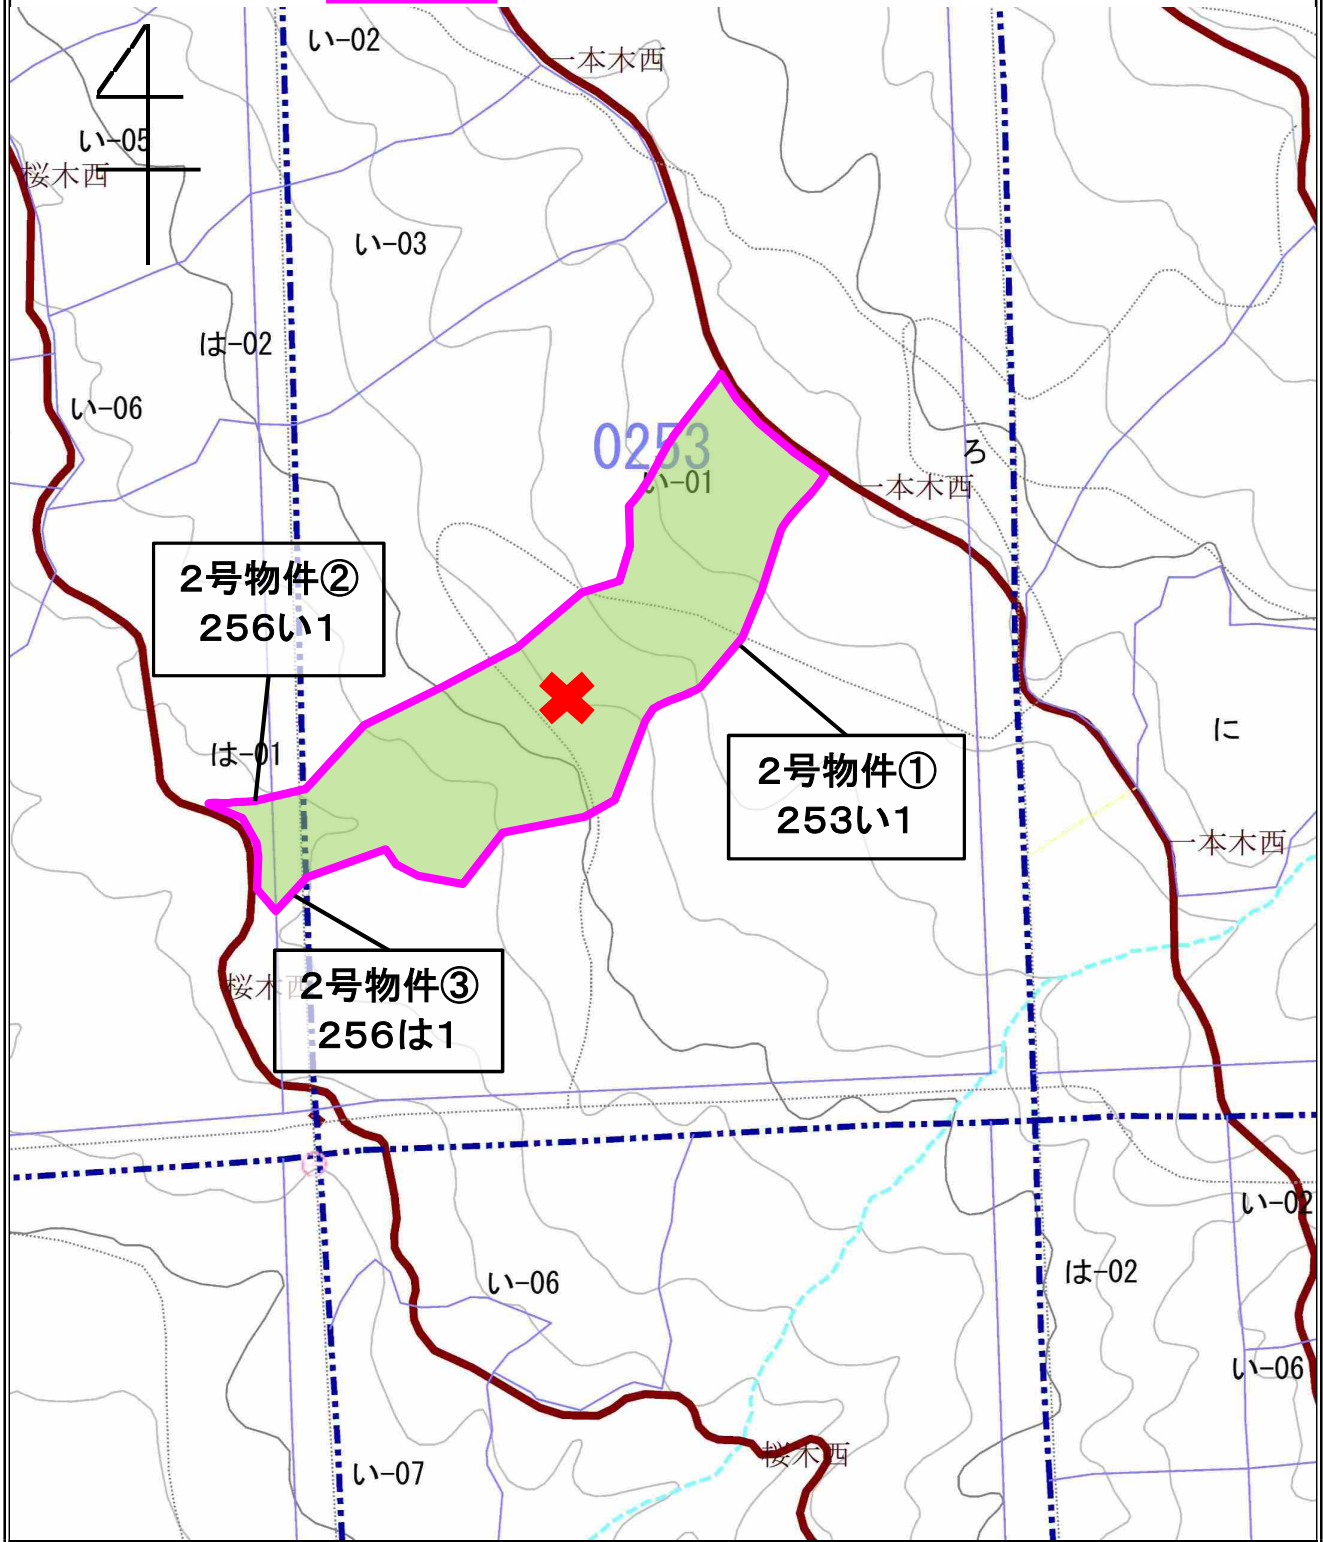 い-02
一本木西
い-05
桜木西
い-03
は-02
い-06
0253
い-01
ろ
一本木西
2号物件②
256い1
は-01
に
2号物件①
253い1
一本木西
2号物件③
256は1
桜木西
い-02
は-02
い-06
い-06
桜木西
い-07